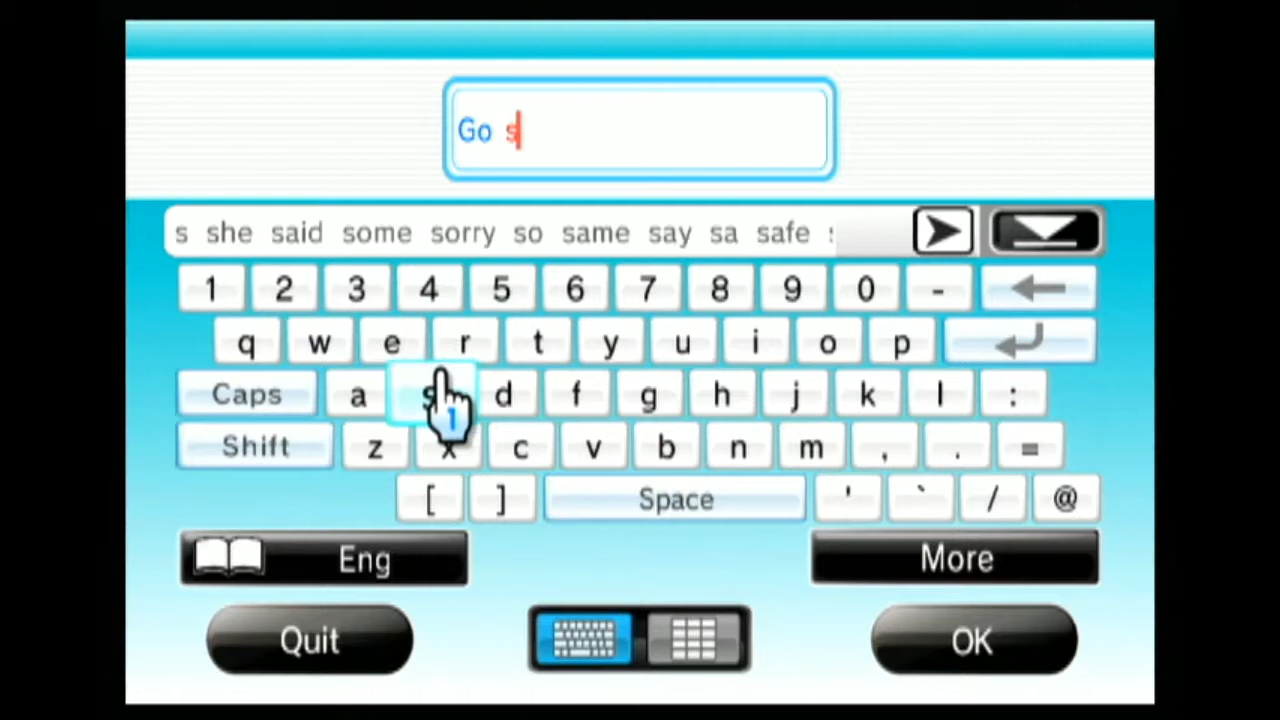 Go s
s she said some sorry so same say sa safe
1 2 3 4 5 6 7 8 9 0 -
q w e r t y u i o p
Caps a s d f g h j k l :
Shift z x c v b n m , . =
[ ] Space ' ` / @
Eng More
Quit OK
1